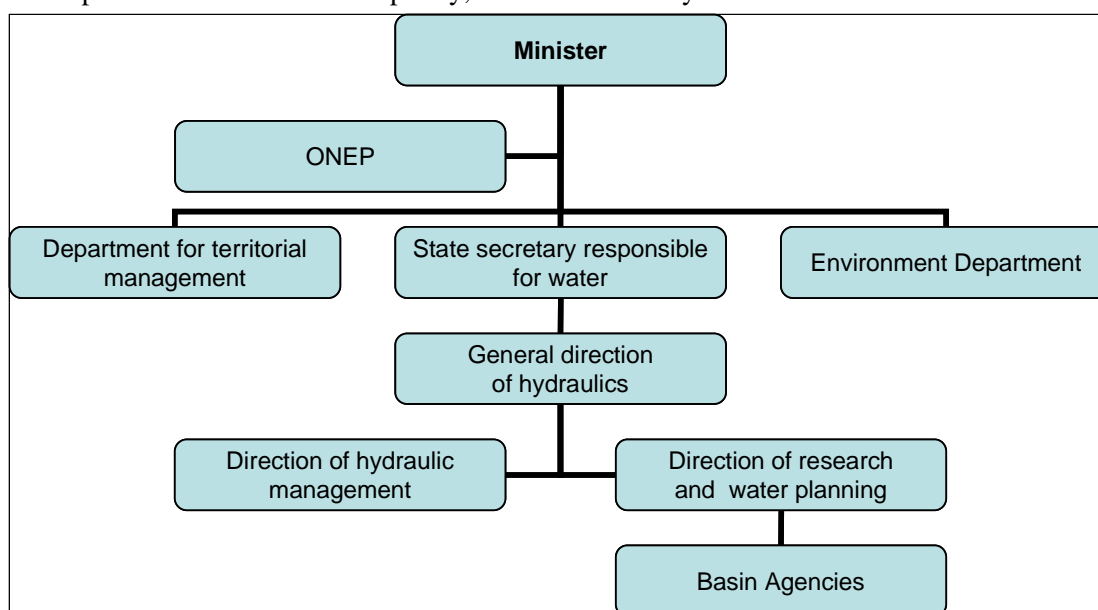 Minister
ONEP
Department for territorial
management
State secretary responsible
for water
Environment Department
General direction
of hydraulics
Direction of hydraulic
management
Direction of research
and water planning
Basin Agencies